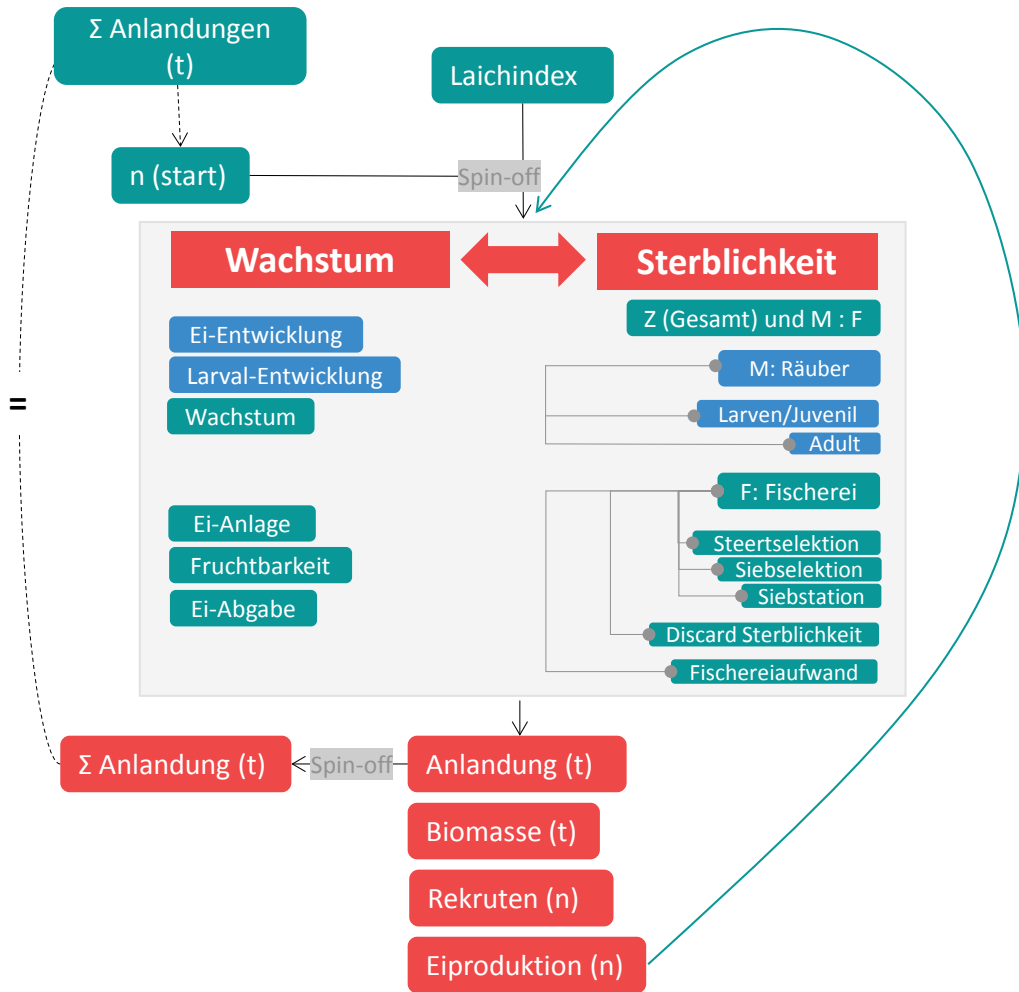 Σ Anlandungen
(t)
Laichindex
n (start)
Spin-off
Wachstum
Sterblichkeit
Z (Gesamt) und M : F
Ei-Entwicklung
Larval-Entwicklung
Wachstum
M: Räuber
Larven/Juvenil
Adult
=
F: Fischerei
Ei-Anlage
Fruchtbarkeit
Ei-Abgabe
Steertselektion
Siebselektion
Siebstation
Discard Sterblichkeit
Fischereiaufwand
Σ Anlandung (t)
Spin-off
Anlandung (t)
Biomasse (t)
Rekruten (n)
Eiproduktion (n)